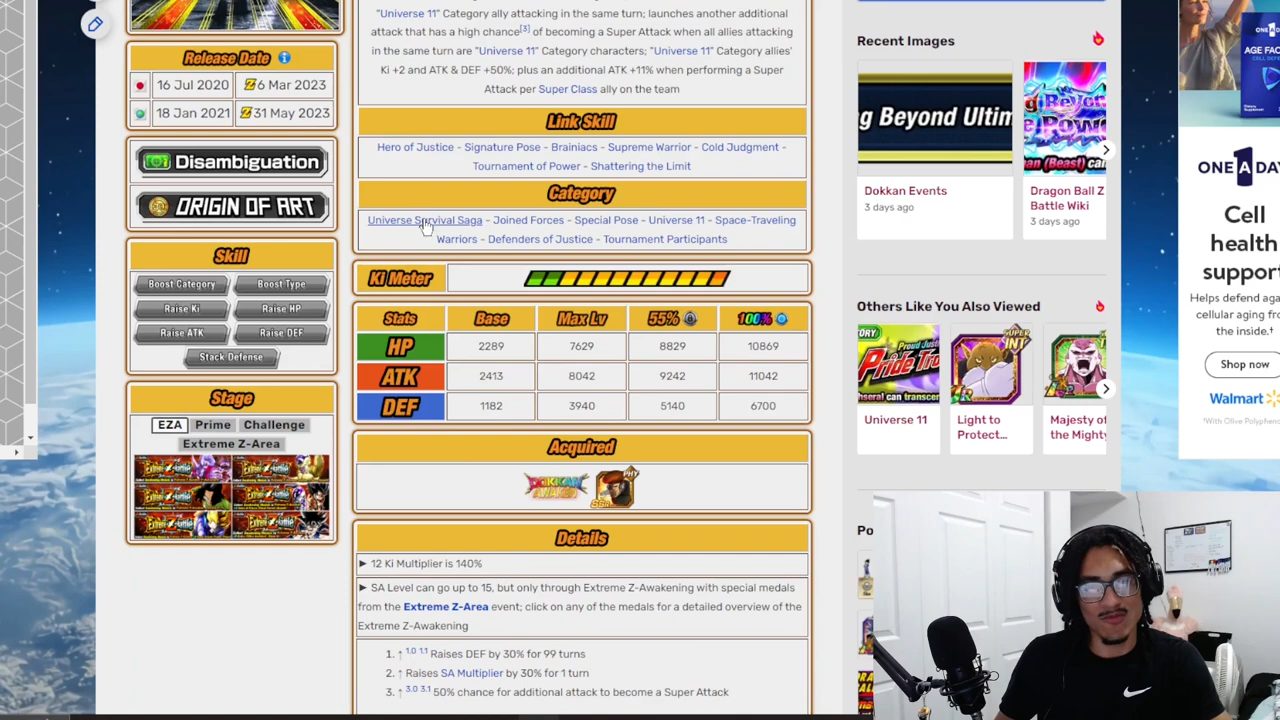 "Universe 11" Category ally attacking in the same turn; launches another additional
attack that has a high chance[3] of becoming a Super Attack when all allies attacking
in the same turn are "Universe 11" Category characters; "Universe 11" Category allies'
Ki +2 and ATK & DEF +50%; plus an additional ATK +11% when performing a Super
Attack per Super Class ally on the team
Release Date
16 Jul 2020 Z 6 Mar 2023
18 Jan 2021 Z 31 May 2023
Disambiguation
ORIGIN OF ART
Skill
Boost Category Boost Type
Raise Ki Raise HP
Raise ATK Raise DEF
Stack Defense
Stage
EZA Prime Challenge
Extreme Z-Area
Link Skill
Hero of Justice - Signature Pose - Brainiacs - Supreme Warrior - Cold Judgment -
Tournament of Power - Shattering the Limit
Category
Universe Survival Saga - Joined Forces - Special Pose - Universe 11 - Space-Traveling
Warriors - Defenders of Justice - Tournament Participants
Ki Meter
Stats Base Max Lv 55% 100%
HP 2289 7629 8829 10869
ATK 2413 8042 9242 11042
DEF 1182 3940 5140 6700
Acquired
DOKKAN AWAKEN
Details
► 12 Ki Multiplier is 140%
► SA Level can go up to 15, but only through Extreme Z-Awakening with special medals
from the Extreme Z-Area event; click on any of the medals for a detailed overview of the
Extreme Z-Awakening
1. ↑ 1.0 1.1 Raises DEF by 30% for 99 turns
2. ↑ Raises SA Multiplier by 30% for 1 turn
3. ↑ 3.0 3.1 50% chance for additional attack to become a Super Attack
Recent Images
g Beyond Ultim
Dokkan Events
3 days ago
(Beast) can
Dragon Ball Z
Battle Wiki
3 days ago
Others Like You Also Viewed
Universe 11
Light to
Protect...
Majesty of
the Mighty
Po
AGE FAC
ONE A DAY
Cell
health
support
Helps defend aga
cellular aging from
the inside.†
Shop now
Walmart